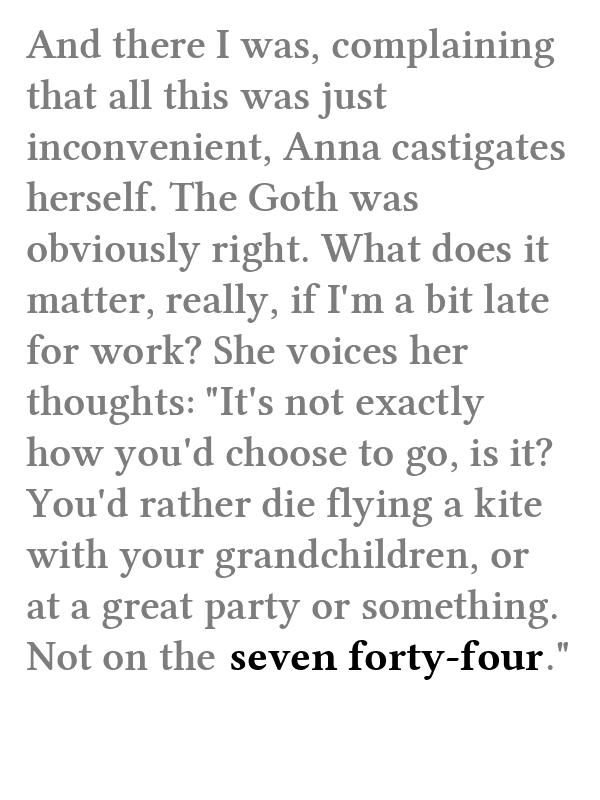 And there I was, complaining
that all this was just
inconvenient, Anna castigates
herself. The Goth was
obviously right. What does it
matter, really, if I'm a bit late
for work? She voices her
thoughts: "It's not exactly
how you'd choose to go, is it?
You'd rather die flying a kite
with your grandchildren, or
at a great party or something.
Not on the seven forty-four."